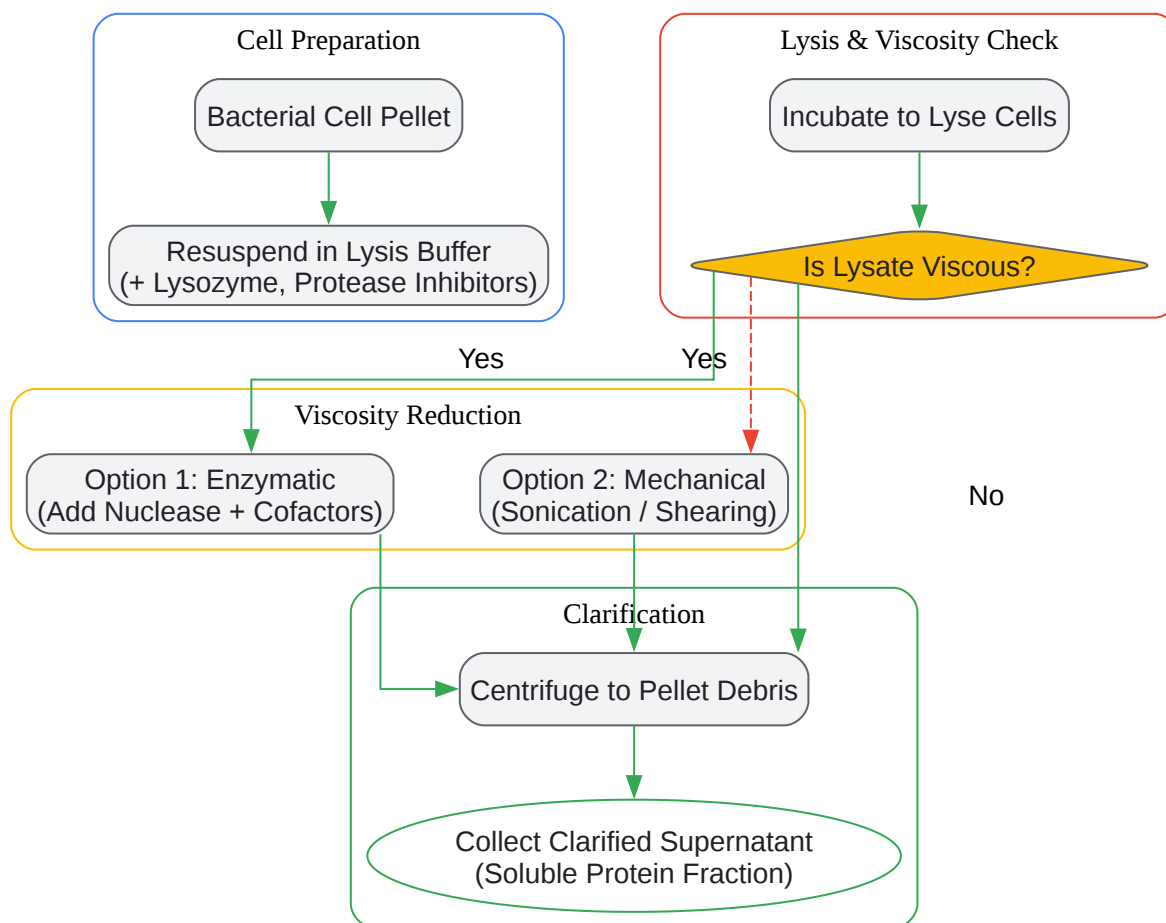 Cell Preparation
Bacterial Cell Pellet
Resuspend in Lysis Buffer
(+ Lysozyme, Protease Inhibitors)
Lysis & Viscosity Check
Incubate to Lyse Cells
Is Lysate Viscous?
Yes
Yes
No
Viscosity Reduction
Option 1: Enzymatic
(Add Nuclease + Cofactors)
Option 2: Mechanical
(Sonication / Shearing)
Clarification
Centrifuge to Pellet Debris
Collect Clarified Supernatant
(Soluble Protein Fraction)